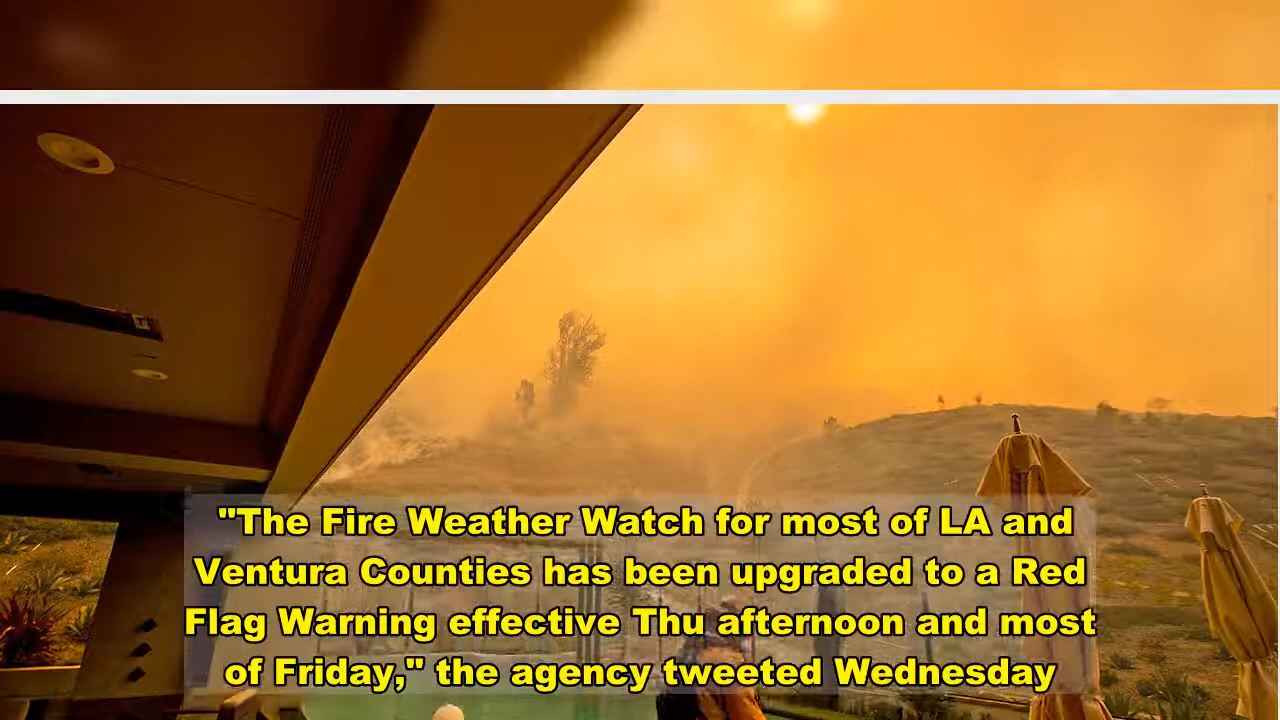 "The Fire Weather Watch for most of LA and
Ventura Counties has been upgraded to a Red
Flag Warning effective Thu afternoon and most
of Friday," the agency tweeted Wednesday